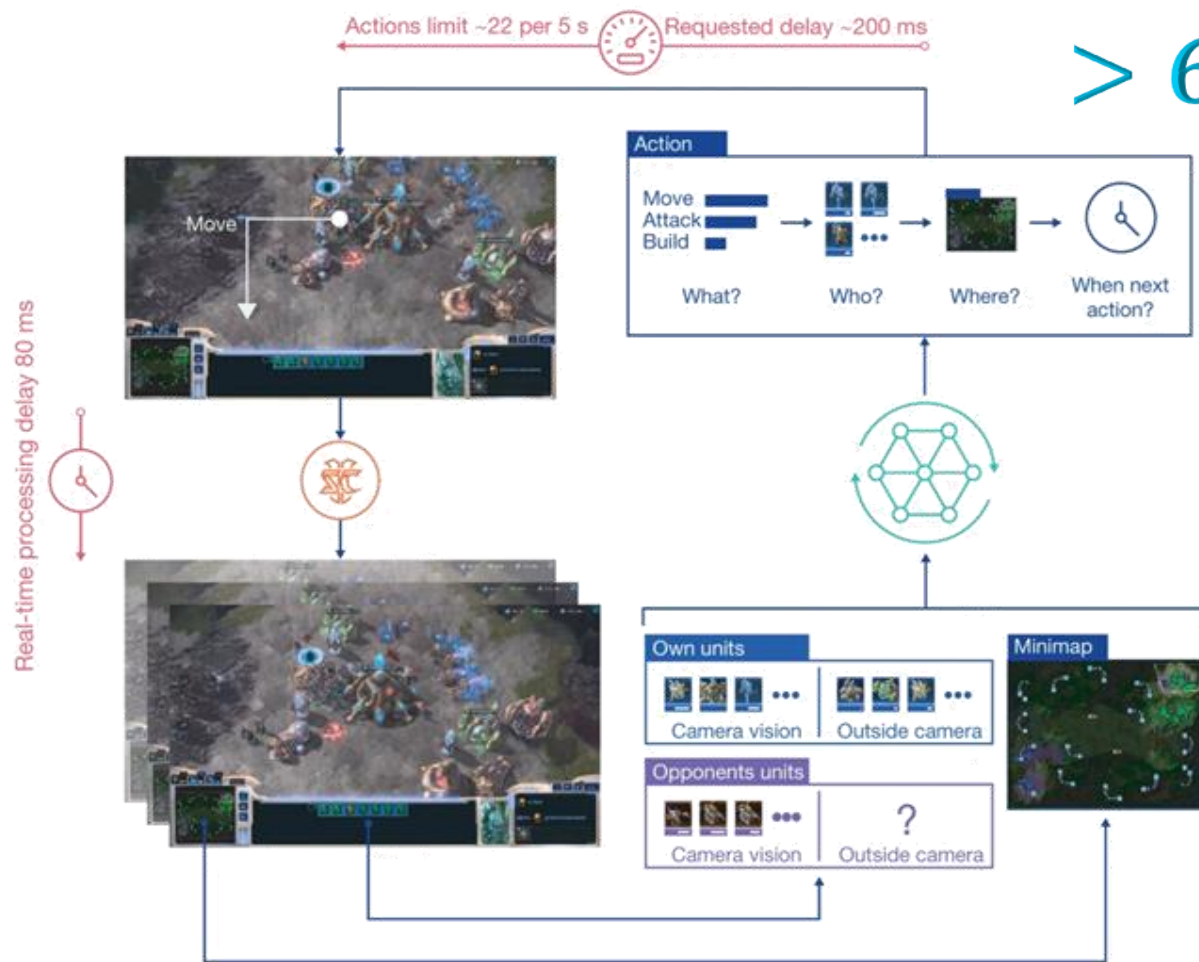 Actions limit ~22 per 5 s
Requested delay ~200 ms
> 6
Action
Move
Attack
Build
What?
Who?
Where?
When next
action?
Move
Real-time processing delay 80 ms
Own units
Camera vision
Outside camera
Opponents units
Camera vision
?
Outside camera
Minimap